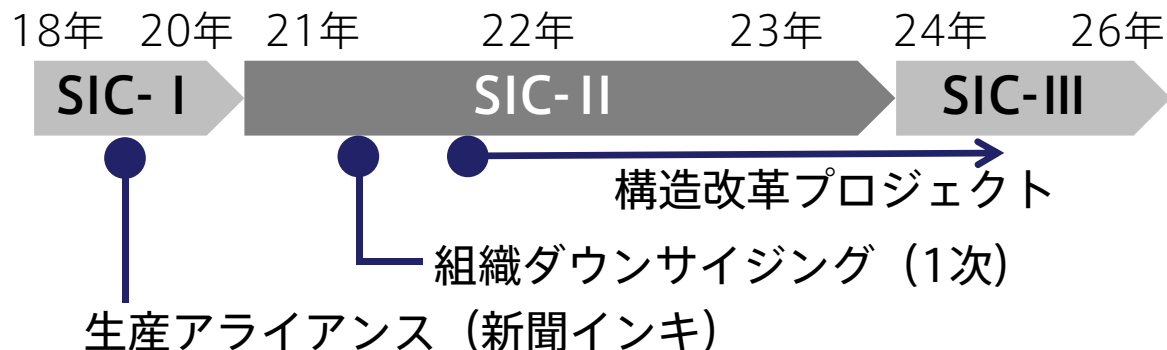 18年 20年 21年 22年 23年 24年 26年
SIC- I SIC-II SIC-III
構造改革プロジェクト
組織ダウンサイジング（1次）
生産アライアンス（新聞インキ）